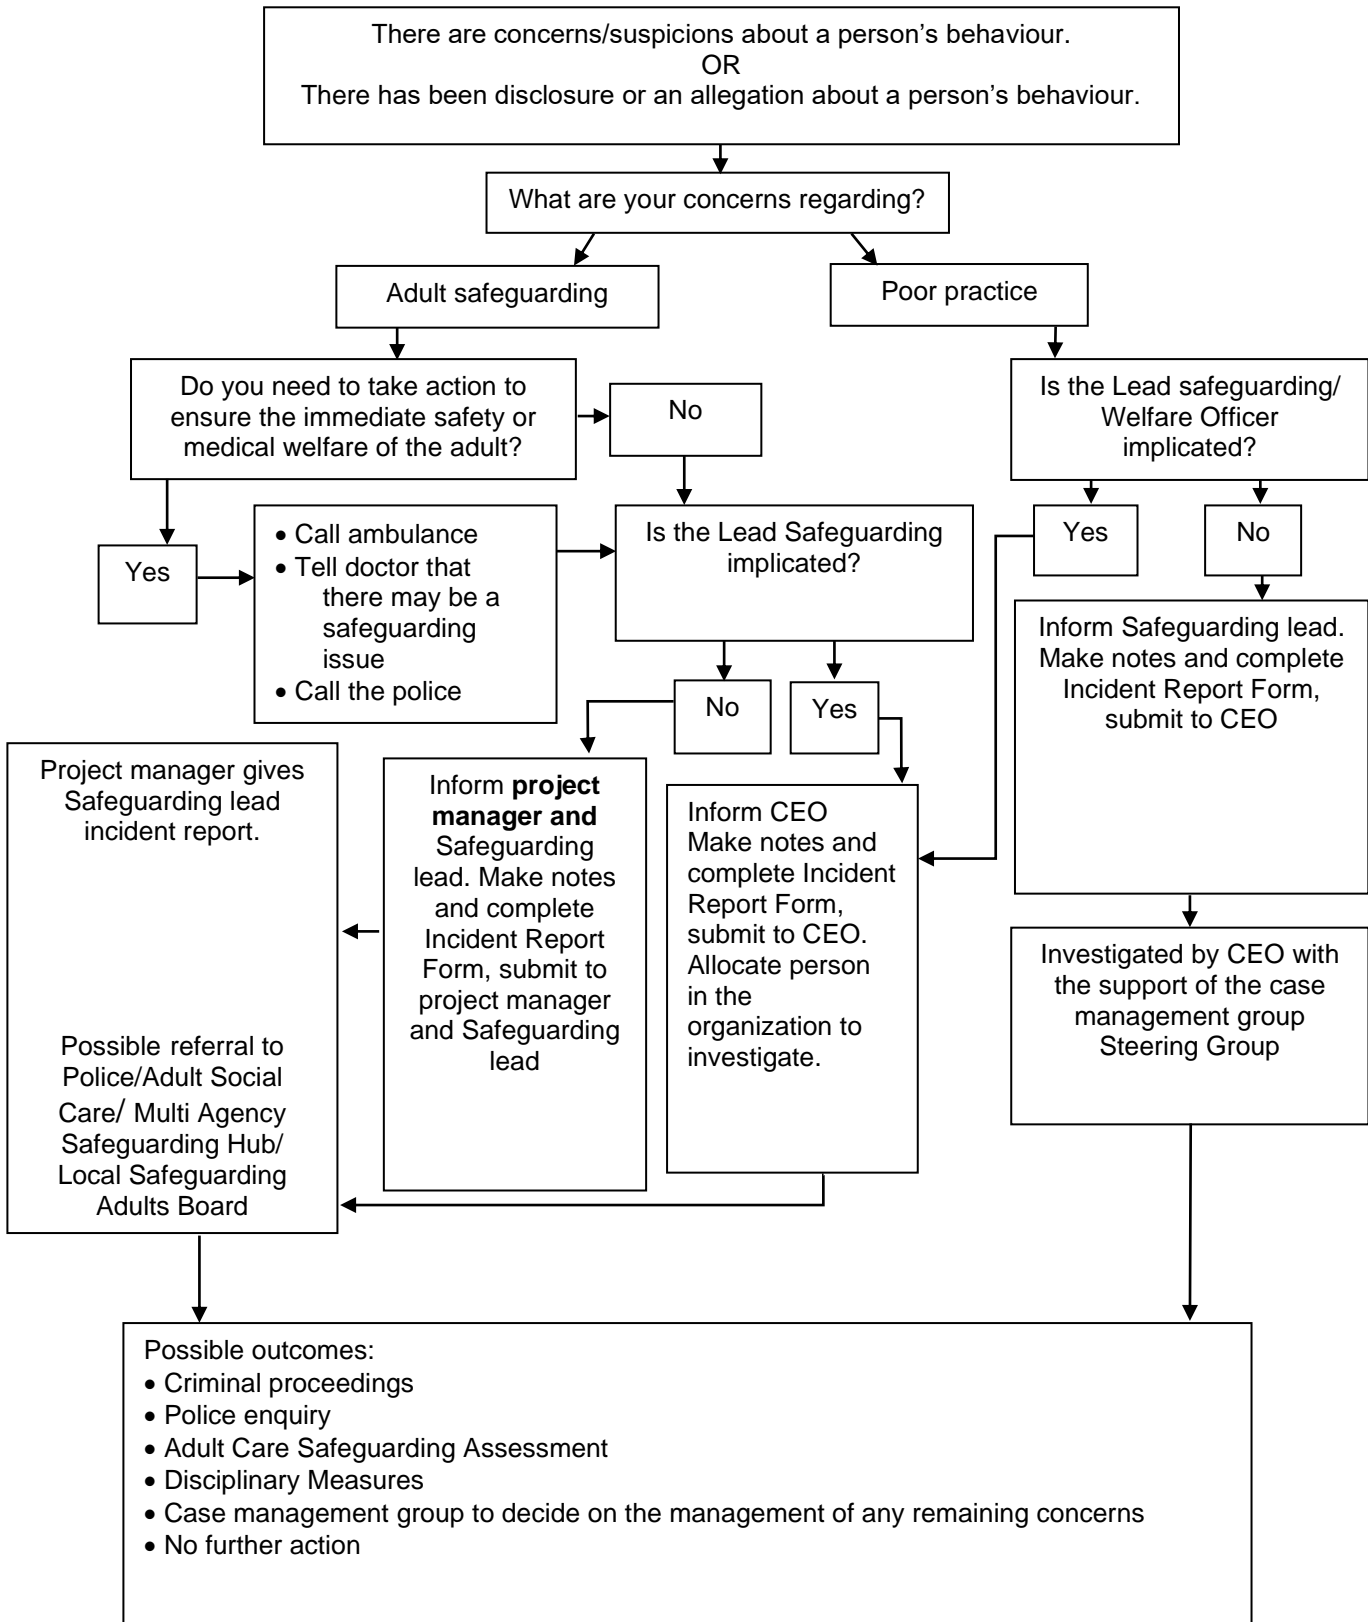 There are concerns/suspicions about a person’s behaviour.
OR
There has been disclosure or an allegation about a person’s behaviour.
What are your concerns regarding?
Adult safeguarding
Poor practice
Do you need to take action to
ensure the immediate safety or
medical welfare of the adult?
No
Is the Lead safeguarding/
Welfare Officer
implicated?
Yes
• Call ambulance
• Tell doctor that
there may be a
safeguarding
issue
• Call the police
Is the Lead Safeguarding
implicated?
Yes
No
No
Yes
Inform Safeguarding lead.
Make notes and complete
Incident Report Form,
submit to CEO
Project manager gives
Safeguarding lead
incident report.
Possible referral to
Police/Adult Social
Care/ Multi Agency
Safeguarding Hub/
Local Safeguarding
Adults Board
Inform project
manager and
Safeguarding
lead. Make notes
and complete
Incident Report
Form, submit to
project manager
and Safeguarding
lead
Inform CEO
Make notes and
complete Incident
Report Form,
submit to CEO.
Allocate person
in the
organization to
investigate.
Investigated by CEO with
the support of the case
management group
Steering Group
Possible outcomes:
• Criminal proceedings
• Police enquiry
• Adult Care Safeguarding Assessment
• Disciplinary Measures
• Case management group to decide on the management of any remaining concerns
• No further action